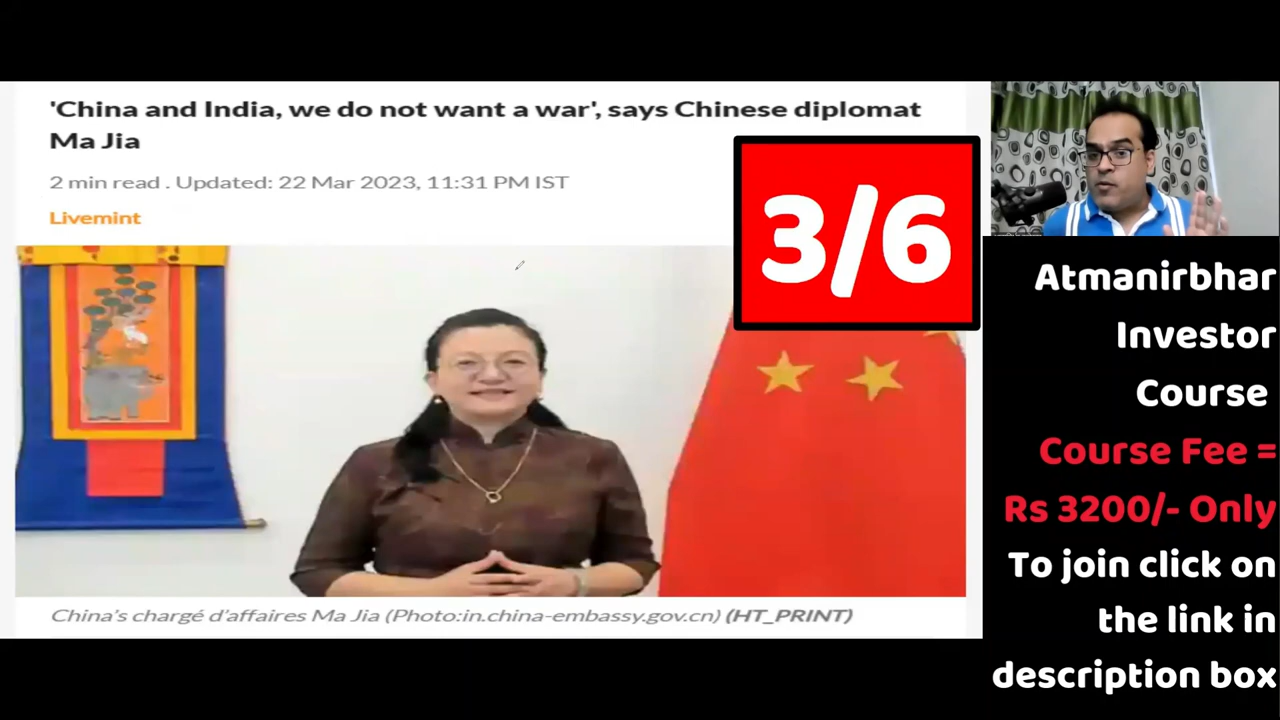 'China and India, we do not want a war', says Chinese diplomat
Ma Jia
2 min read . Updated: 22 Mar 2023, 11:31 PM IST
Livemint
3/6
China's chargé d'affaires Ma Jia (Photo:in.china-embassy.gov.cn) (HT_PRINT)
Atmanirbhar
Investor
Course
Course Fee =
Rs 3200/- Only
To join click on
the link in
description box